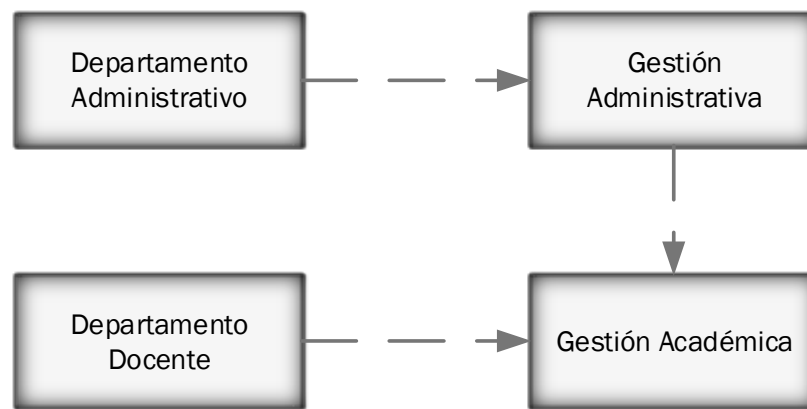 Departamento
Administrativo
Gestión
Administrativa
Departamento
Docente
Gestión Académica